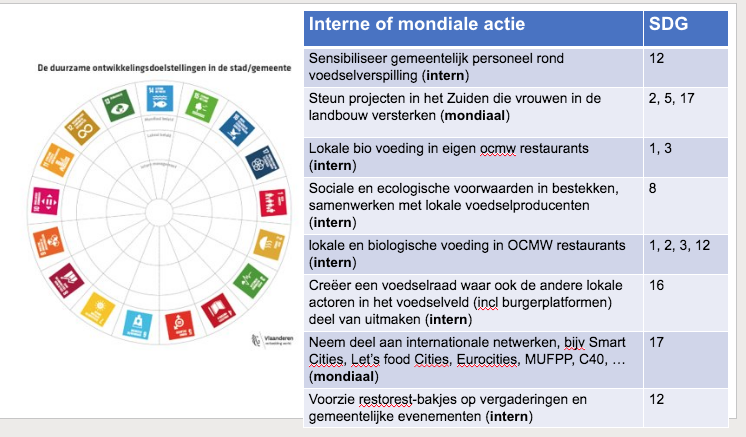 De duurzame ontwikkelingsdoelstellingen in de stad/gemeente
Vlaanderen
Interne of mondiale actie SDG
Sensibiliseer gemeentelijk personeel rond
voedselverspilling (intern)
12
Steun projecten in het Zuiden die vrouwen in de
landbouw versterken (mondiaal)
2, 5, 17
Lokale bio voeding in eigen ocmw restaurants
(intern)
1, 3
Sociale en ecologische voorwaarden in bestekken,
samenwerken met lokale voedselproducenten
(intern)
8
lokale en biologische voeding in OCMW restaurants
(intern)
1, 2, 3, 12
Creëer een voedselraad waar ook de andere lokale
actoren in het voedselveld (incl burgerplatformen)
deel van uitmaken (intern)
16
Neem deel aan internationale netwerken, bijv Smart
Cities, Let's food Cities, Eurocities, MUFPP, C40, …
(mondiaal)
17
Voorzie restorest-bakjes op vergaderingen en
gemeentelijke evenementen (intern)
12